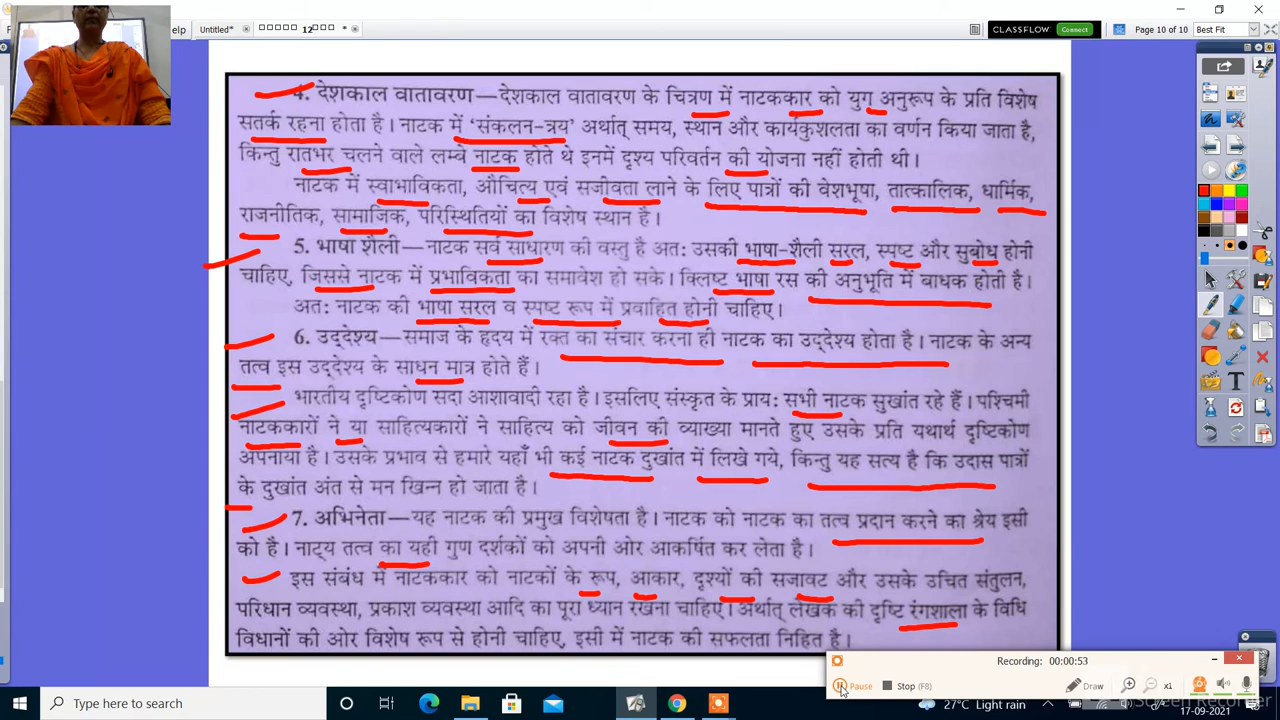 elp
Untitled*
12
CLASSFLOW
Connect
Page 10 of 10
Best Fit
4. देशकाल वातावरण—देशकाल वातावरण के चित्रण में नाटककार को युग अनुरूप के प्रति विशेष
सतर्क रहना होता है। नाटक में 'संकलन-त्रय' अर्थात् समय, स्थान और कार्यकुशलता का वर्णन किया जाता है,
किन्तु रातभर चलने वाले लम्बे नाटक होते थे इनमें दृश्य परिवर्तन की योजना नहीं होती थी।
नाटक में स्वाभाविकता, औचित्य एवं सजीवता लाने के लिए पात्रों की वेशभूषा, तात्कालिक, धार्मिक,
राजनीतिक, सामाजिक, परिस्थितियों का विशेष स्थान है।
5. भाषा शैली—नाटक सर्व साधारण की वस्तु है अत: उसकी भाषा-शैली सरल, स्पष्ट और सुबोध होनी
चाहिए, जिससे नाटक में प्रभाविकता का समावेश हो सके। क्लिष्ट भाषा रस की अनुभूति में बाधक होती है।
अत: नाटक की भाषा सरल व स्पष्ट रूप में प्रवाहित होनी चाहिए।
6. उद्देश्य—समाज के हृदय में रक्त का संचार करना ही नाटक का उद्देश्य होता है। नाटक के अन्य
तत्व इस उद्देश्य के साधन मात्र होते हैं।
भारतीय दृष्टिकोण सदा आशावादी रहा है। इसलिए संस्कृत के प्राय: सभी नाटक सुखांत रहे हैं। पश्चिमी
नाटककारों ने या साहित्यकारों ने साहित्य को जीवन की व्याख्या मानते हुए उसके प्रति यथार्थ दृष्टिकोण
अपनाया है। उसके प्रभाव से हमारे यहाँ भी कई नाटक दुखांत में लिखे गये, किन्तु यह सत्य है कि उदास पात्रों
के दुखांत अंत से मन खिन्न हो जाता है।
7. अभिनेता—यह नाटक की प्रमुख विशेषता है। नाटक को नाटक का तत्व प्रदान करने का श्रेय इसी
को है। नाट्य तत्व का यही गुण दर्शकों को अपनी ओर आकर्षित कर लेता है।
इस संबंध में नाटककार को नाटकों के रूप, आकार, दृश्यों की सजावट और उसके उचित संतुलन,
परिधान व्यवस्था, प्रकाश व्यवस्था आदि का पूरा ध्यान रखना चाहिए। अर्थात् लेखक की दृष्टि रंगशाला के विधि
विधानों की ओर विशेष रूप से होनी चाहिए, इसी में नाटक की सफलता निहित है।
Recording: 00:00:53
Pause
Stop (F8)
Draw
x1
RECORDED WITH
Type here to search
27°C Light rain
17-09-2021